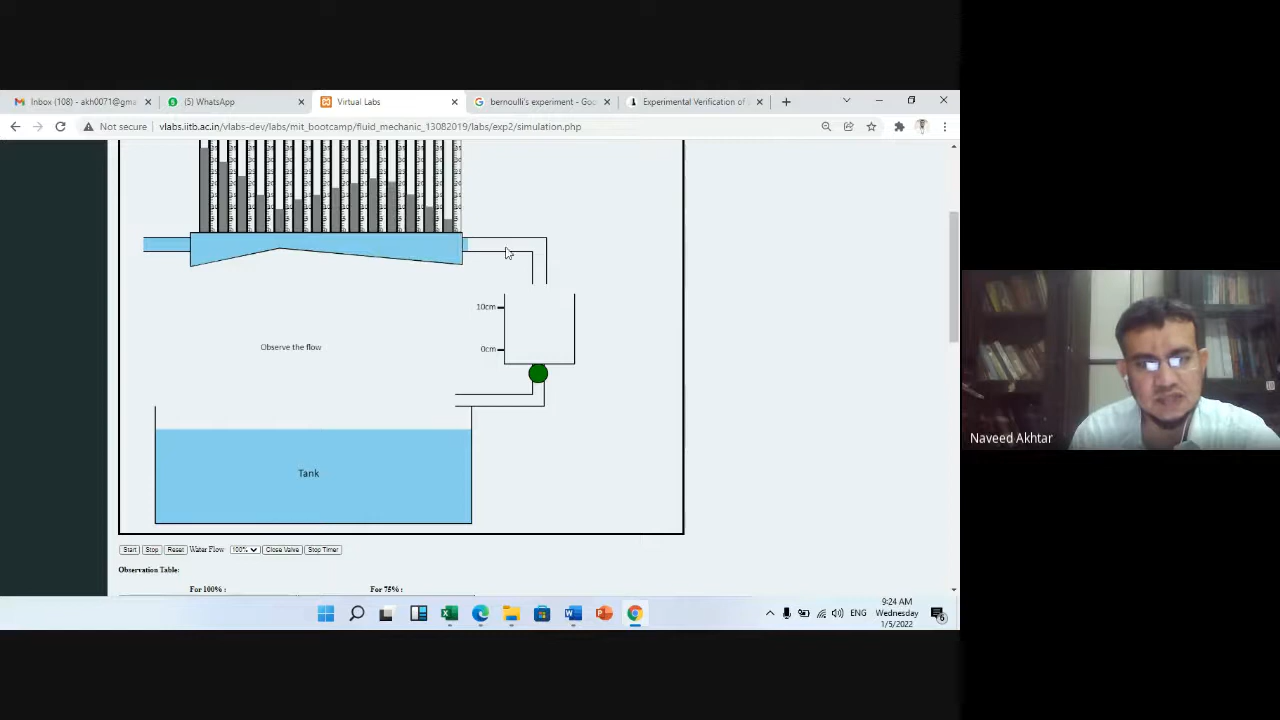 Inbox (108) - akh0071@gma
(5) WhatsApp
Virtual Labs
bernoulli's experiment - Goo
Experimental Verification of
Not secure
vlabs.iitb.ac.in/vlabs-dev/labs/mit_bootcamp/fluid_mechanic_13082019/labs/exp2/simulation.php
10cm
0cm
Observe the flow
Tank
Naveed Akhtar
Start Stop Reset Water Flow 100% Close Valve Stop Timer
Observation Table:
For 100% : For 75% :
ENG
9:24 AM
Wednesday
1/5/2022
6